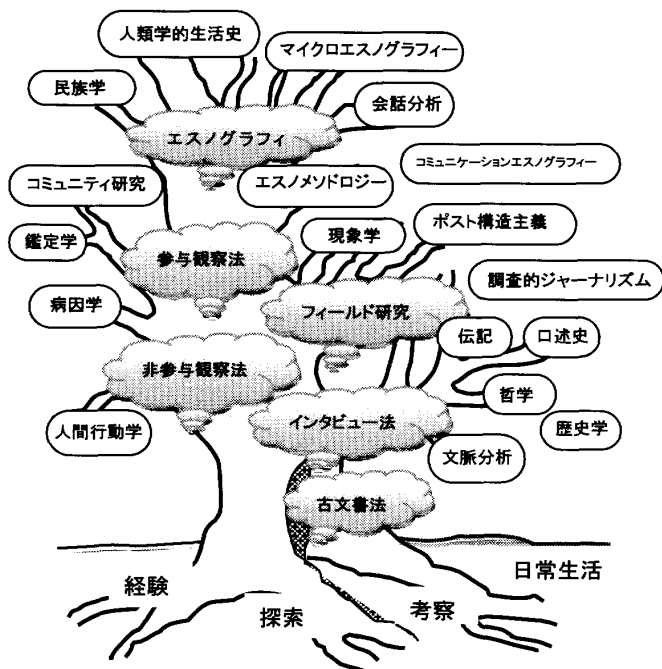 人類学的生活史
マイクロエスノグラフィー
民族学
会話分析
エスノグラフィ
コミュニケーションエスノグラフィー
コミュニティ研究
エスノメソドロジー
鑑定学
参与観察法
現象学
ポスト構造主義
調査的ジャーナリズム
病因学
フィールド研究
伝記
口述史
非参与観察法
哲学
人間行動学
インタビュー法
歴史学
文脈分析
古文書法
日常生活
経験
探索
考察